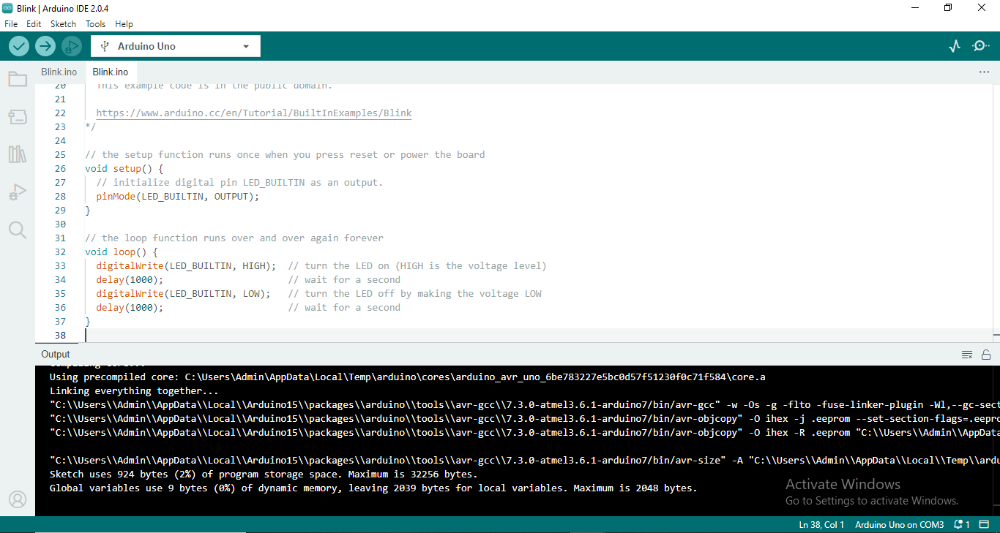 Blink | Arduino IDE 2.0.4
File Edit Sketch Tools Help
Arduino Uno
Blink.ino Blink.ino
20 This example code is in the public domain.
21
22 https://www.arduino.cc/en/Tutorial/BuiltInExamples/Blink
23 */
24
25 // the setup function runs once when you press reset or power the board
26 void setup() {
27 // initialize digital pin LED_BUILTIN as an output.
28 pinMode(LED_BUILTIN, OUTPUT);
29 }
30
31 // the loop function runs over and over again forever
32 void loop() {
33 digitalWrite(LED_BUILTIN, HIGH); // turn the LED on (HIGH is the voltage level)
34 delay(1000); // wait for a second
35 digitalWrite(LED_BUILTIN, LOW); // turn the LED off by making the voltage LOW
36 delay(1000); // wait for a second
37 }
38
Output
Compiling core...
Using precompiled core: C:\Users\Admin\AppData\Local\Temp\arduino\cores\arduino_avr_uno_6be783227e5bc0d57f51230f0c71f584\core.a
Linking everything together...
"C:\\Users\\Admin\\AppData\\Local\\Arduino15\\packages\\arduino\\tools\\avr-gcc\\7.3.0-atmel3.6.1-arduino7/bin/avr-gcc" -w -Os -g -flto -fuse-linker-plugin -Wl,--gc-sect
"C:\\Users\\Admin\\AppData\\Local\\Arduino15\\packages\\arduino\\tools\\avr-gcc\\7.3.0-atmel3.6.1-arduino7/bin/avr-objcopy" -O ihex -j .eeprom --set-section-flags=.eepro
"C:\\Users\\Admin\\AppData\\Local\\Arduino15\\packages\\arduino\\tools\\avr-gcc\\7.3.0-atmel3.6.1-arduino7/bin/avr-objcopy" -O ihex -R .eeprom "C:\\Users\\Admin\\AppData
"C:\\Users\\Admin\\AppData\\Local\\Arduino15\\packages\\arduino\\tools\\avr-gcc\\7.3.0-atmel3.6.1-arduino7/bin/avr-size" -A "C:\\Users\\Admin\\AppData\\Local\\Temp\\ardu
Sketch uses 924 bytes (2%) of program storage space. Maximum is 32256 bytes.
Global variables use 9 bytes (0%) of dynamic memory, leaving 2039 bytes for local variables. Maximum is 2048 bytes.
Activate Windows
Go to Settings to activate Windows.
Ln 38, Col 1 Arduino Uno on COM3 1